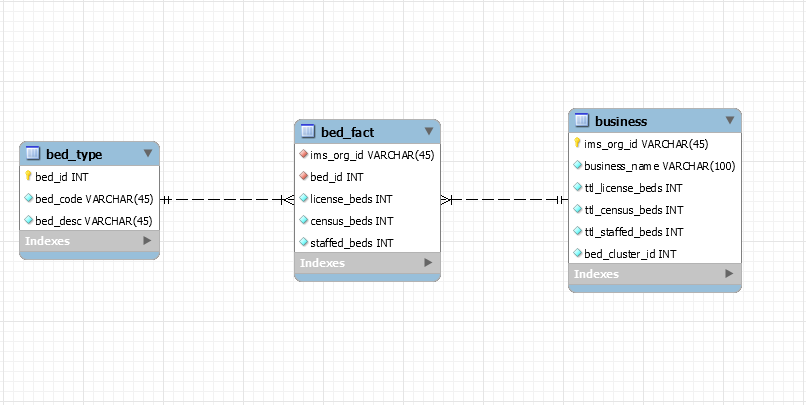 bed_type
bed_id INT
bed_code VARCHAR(45)
bed_desc VARCHAR(45)
Indexes
bed_fact
ims_org_id VARCHAR(45)
bed_id INT
license_beds INT
census_beds INT
staffed_beds INT
Indexes
business
ims_org_id VARCHAR(45)
business_name VARCHAR(100)
ttl_license_beds INT
ttl_census_beds INT
ttl_staffed_beds INT
bed_cluster_id INT
Indexes